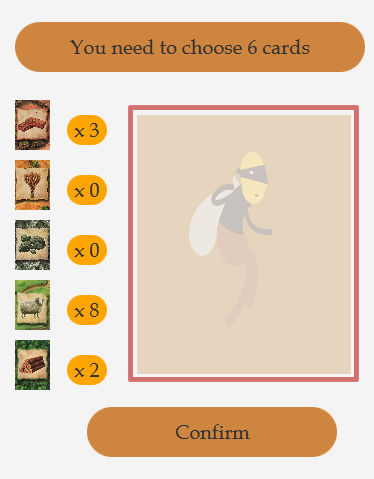 You need to choose 6 cards
x 3
x 0
x 0
x 8
x 2
Confirm